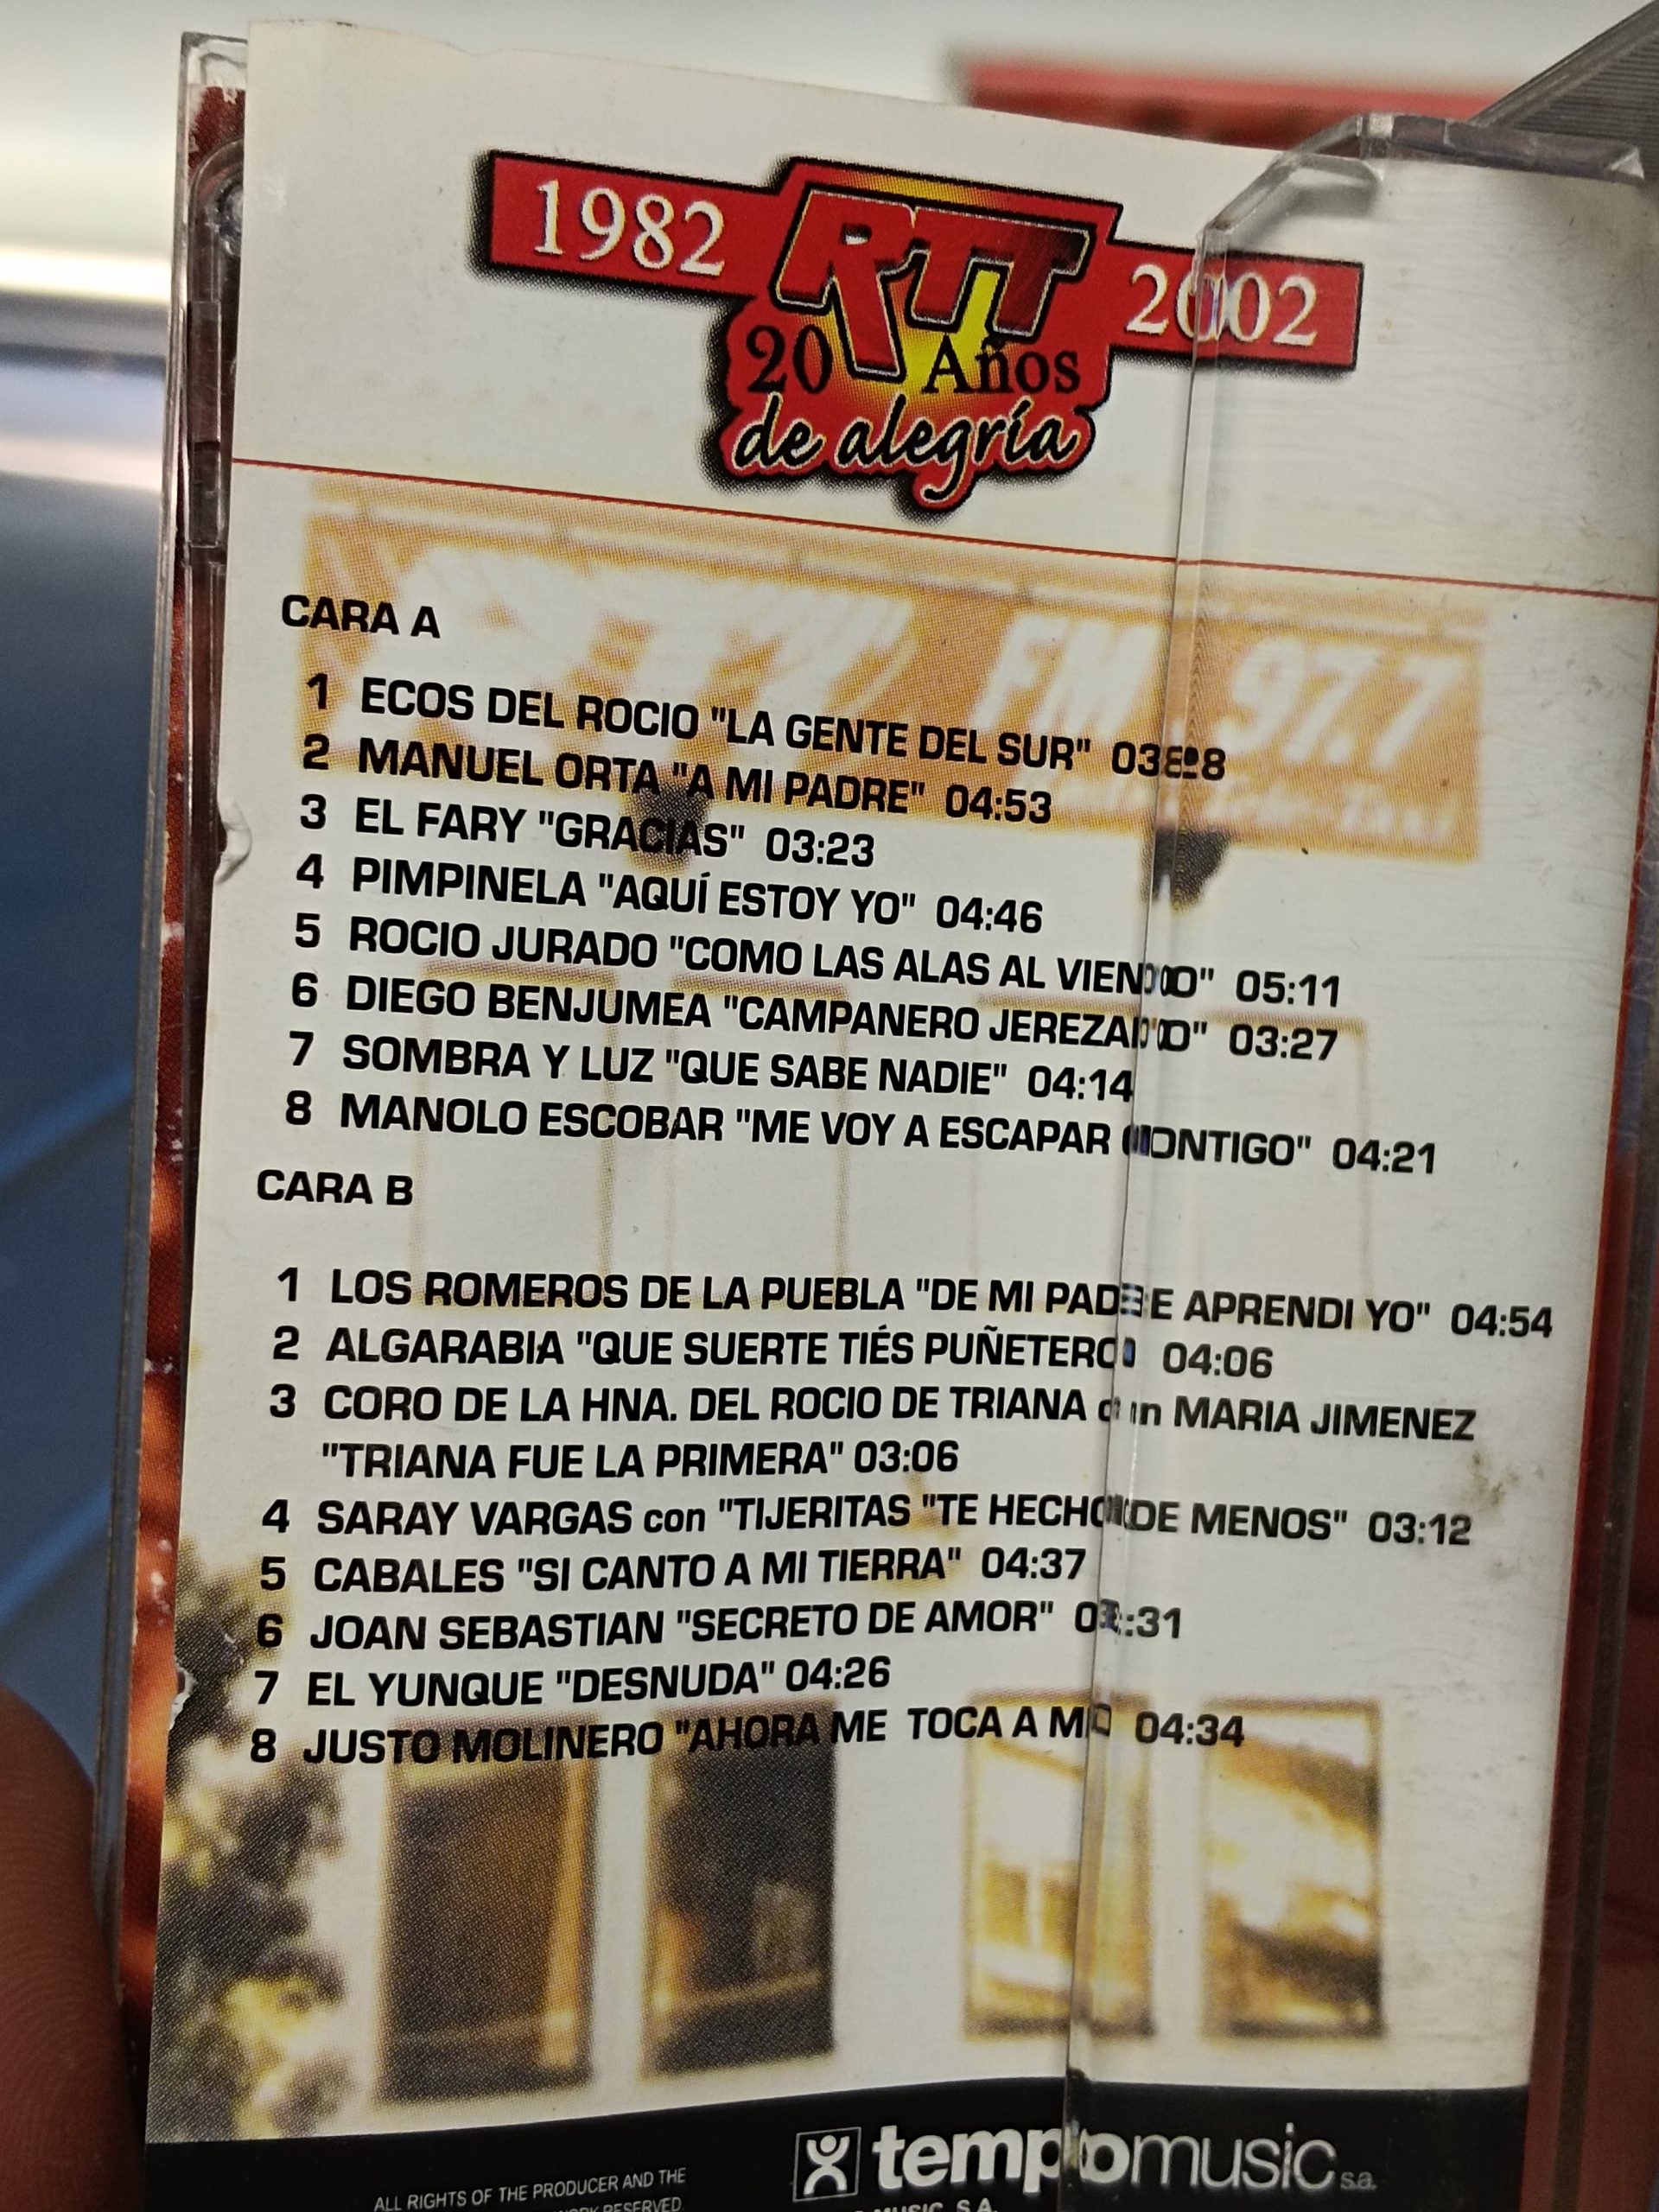 1982 RTT 2002
20 Años
de alegría
FM 97.7
CARA A
1 ECOS DEL ROCIO "LA GENTE DEL SUR"
2 MANUEL ORTA "A MI PADRE" 04:53
3 EL FARY "GRACIAS" 03:23
4 PIMPINELA "AQUÍ ESTOY YO" 04:46
5 ROCIO JURADO "COMO LAS ALAS AL VIENTO" 05:11
6 DIEGO BENJUMEA "CAMPANERO JEREZANO" 03:27
7 SOMBRA Y LUZ "QUE SABE NADIE" 04:14
8 MANOLO ESCOBAR "ME VOY A ESCAPAR CONTIGO" 04:21
CARA B
1 LOS ROMEROS DE LA PUEBLA "DE MI PADRE APRENDI YO" 04:54
2 ALGARABIA "QUE SUERTE TIÉS PUÑETERO" 04:06
3 CORO DE LA HNA. DEL ROCIO DE TRIANA con MARIA JIMENEZ
"TRIANA FUE LA PRIMERA" 03:06
4 SARAY VARGAS con "TIJERITAS "TE HECHO DE MENOS" 03:12
5 CABALES "SI CANTO A MI TIERRA" 04:37
6 JOAN SEBASTIAN "SECRETO DE AMOR"
7 EL YUNQUE "DESNUDA" 04:26
8 JUSTO MOLINERO "AHORA ME TOCA A MI" 04:34
tempomusic s.a.
ALL RIGHTS OF THE PRODUCER AND THE
RESERVED
MUSIC, S.A.